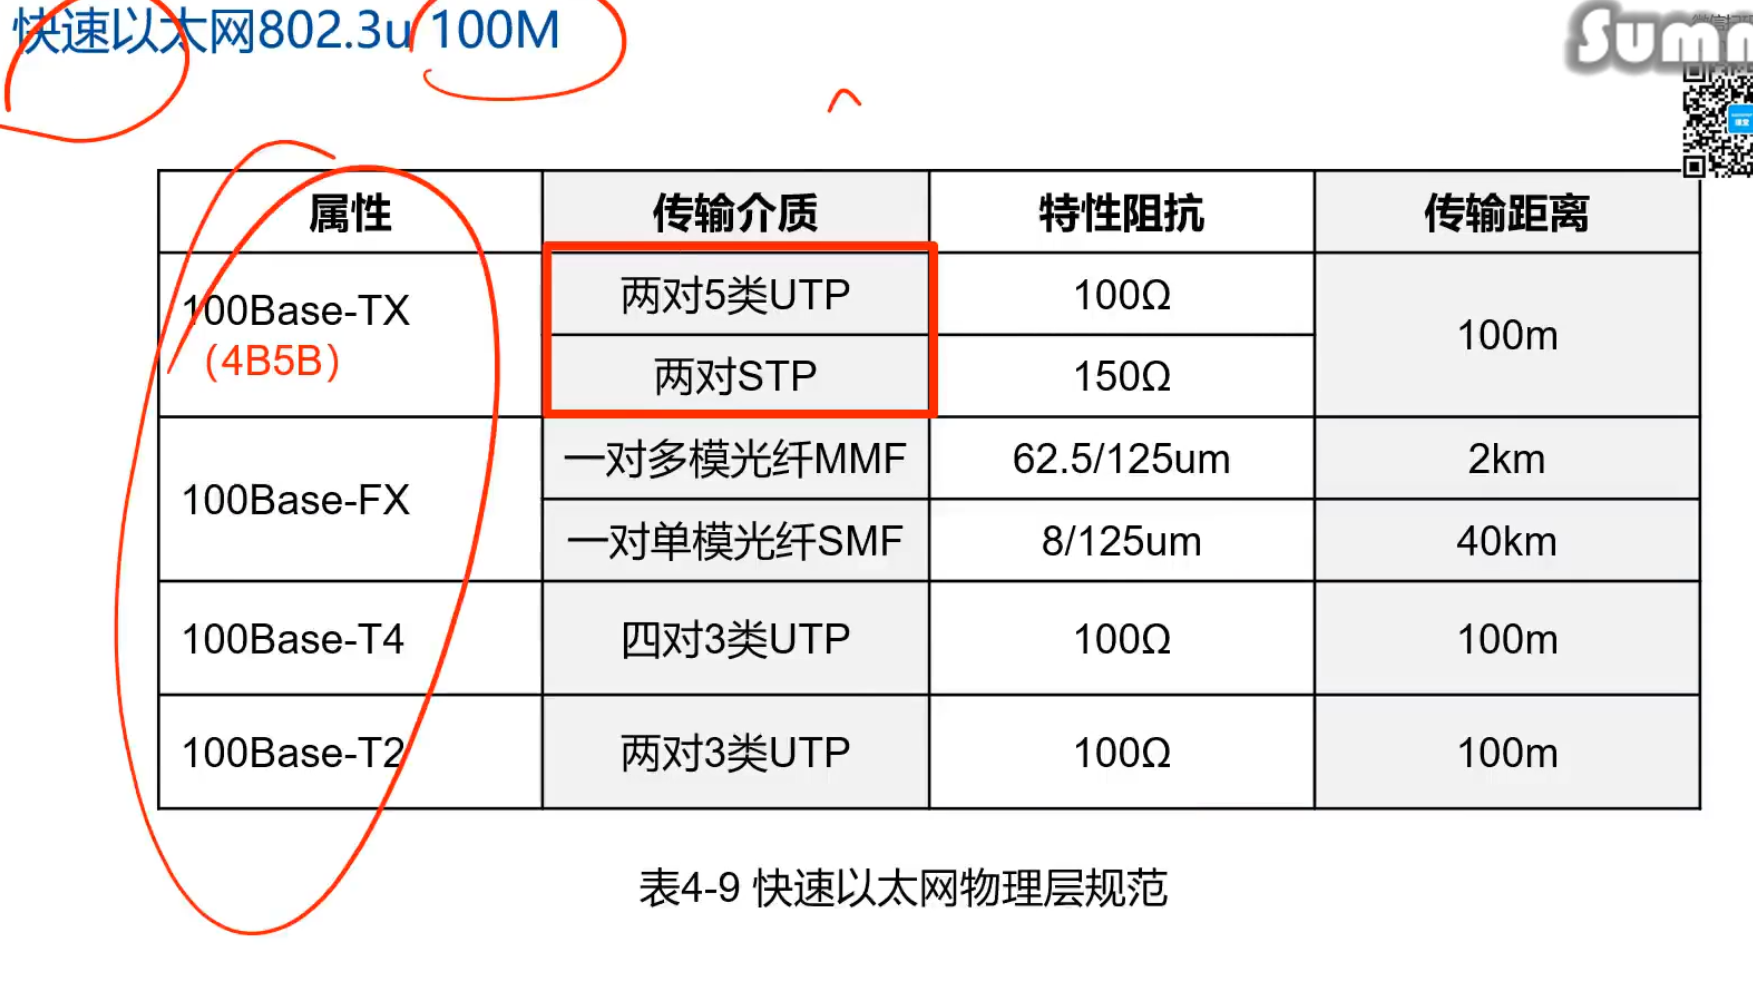 快速以太网802.3u 100M
Summ
属性 传输介质 特性阻抗 传输距离
100Base-TX
(4B5B)
两对5类UTP 100Ω 100m
两对STP 150Ω
100Base-FX
一对多模光纤MMF 62.5/125um 2km
一对单模光纤SMF 8/125um 40km
100Base-T4 四对3类UTP 100Ω 100m
100Base-T2 两对3类UTP 100Ω 100m
表4-9 快速以太网物理层规范